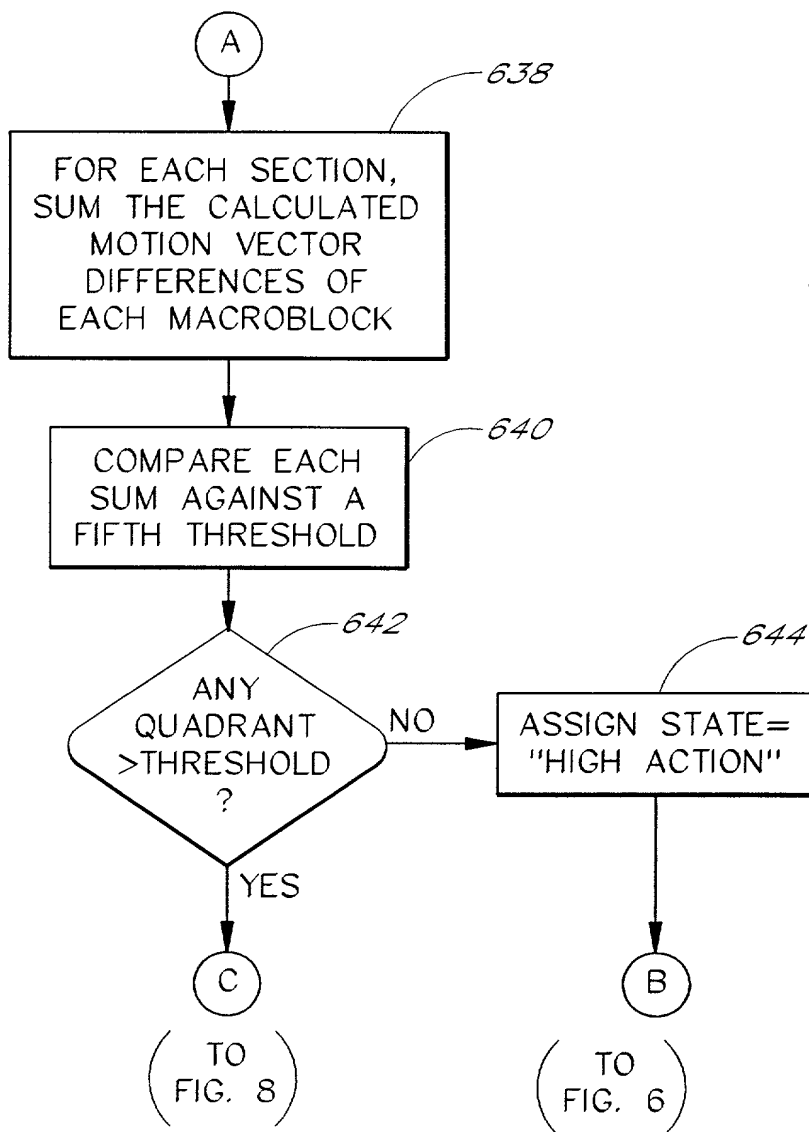 A
638
FOR EACH SECTION,
SUM THE CALCULATED
MOTION VECTOR
DIFFERENCES OF
EACH MACROBLOCK
640
COMPARE EACH
SUM AGAINST A
FIFTH THRESHOLD
642
ANY
QUADRANT
>THRESHOLD
?
NO
644
ASSIGN STATE=
"HIGH ACTION"
YES
C
(TO
FIG. 8)
B
(TO
FIG. 6)